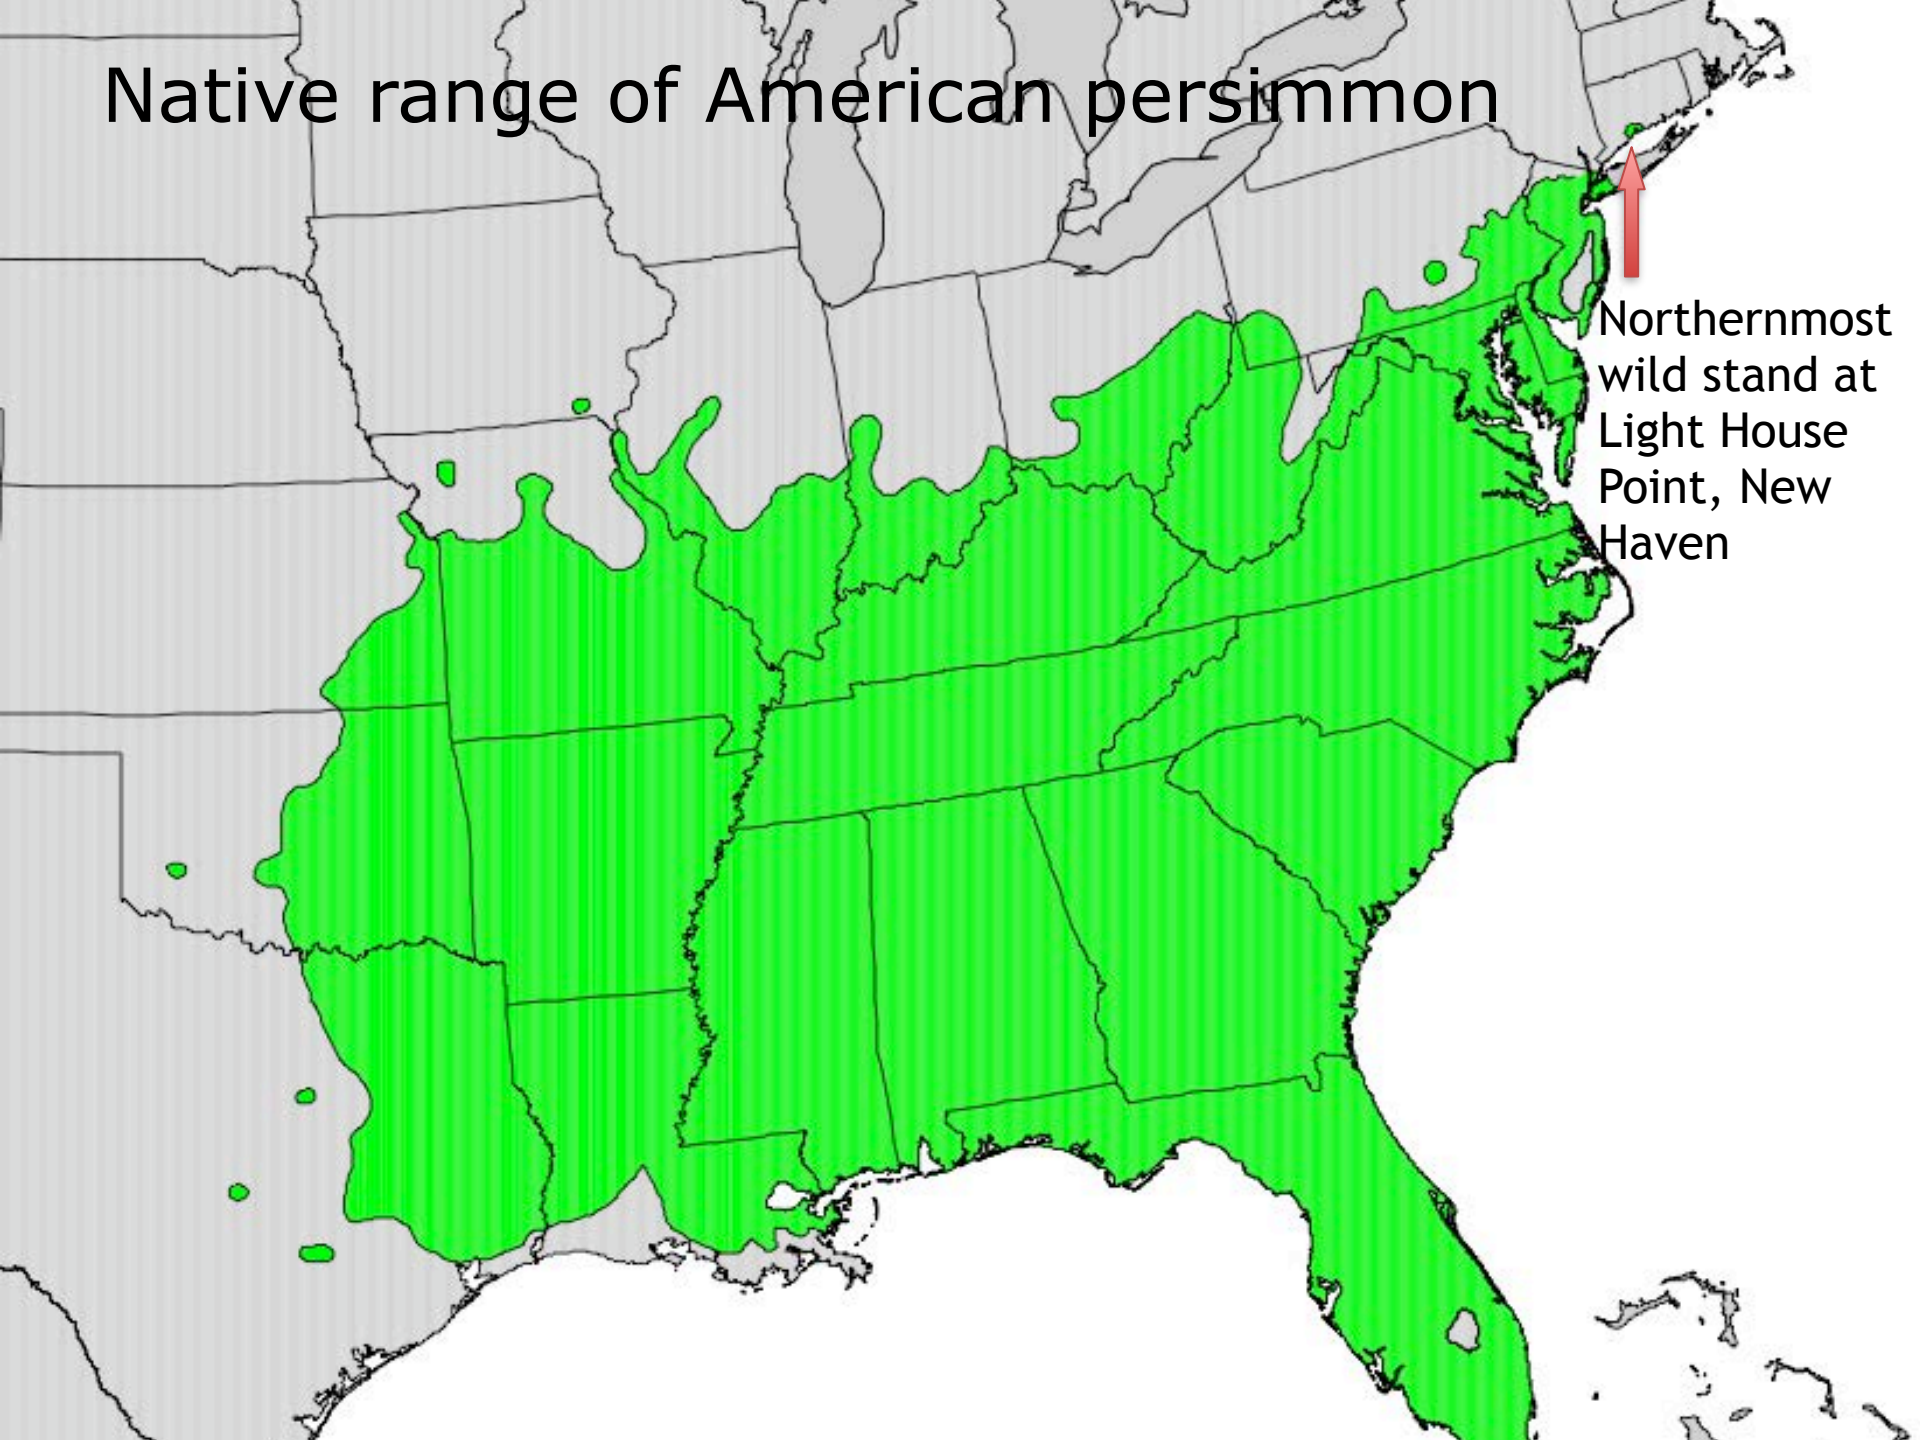 Native range of American persimmon
Northernmost
wild stand at
Light House
Point, New
Haven